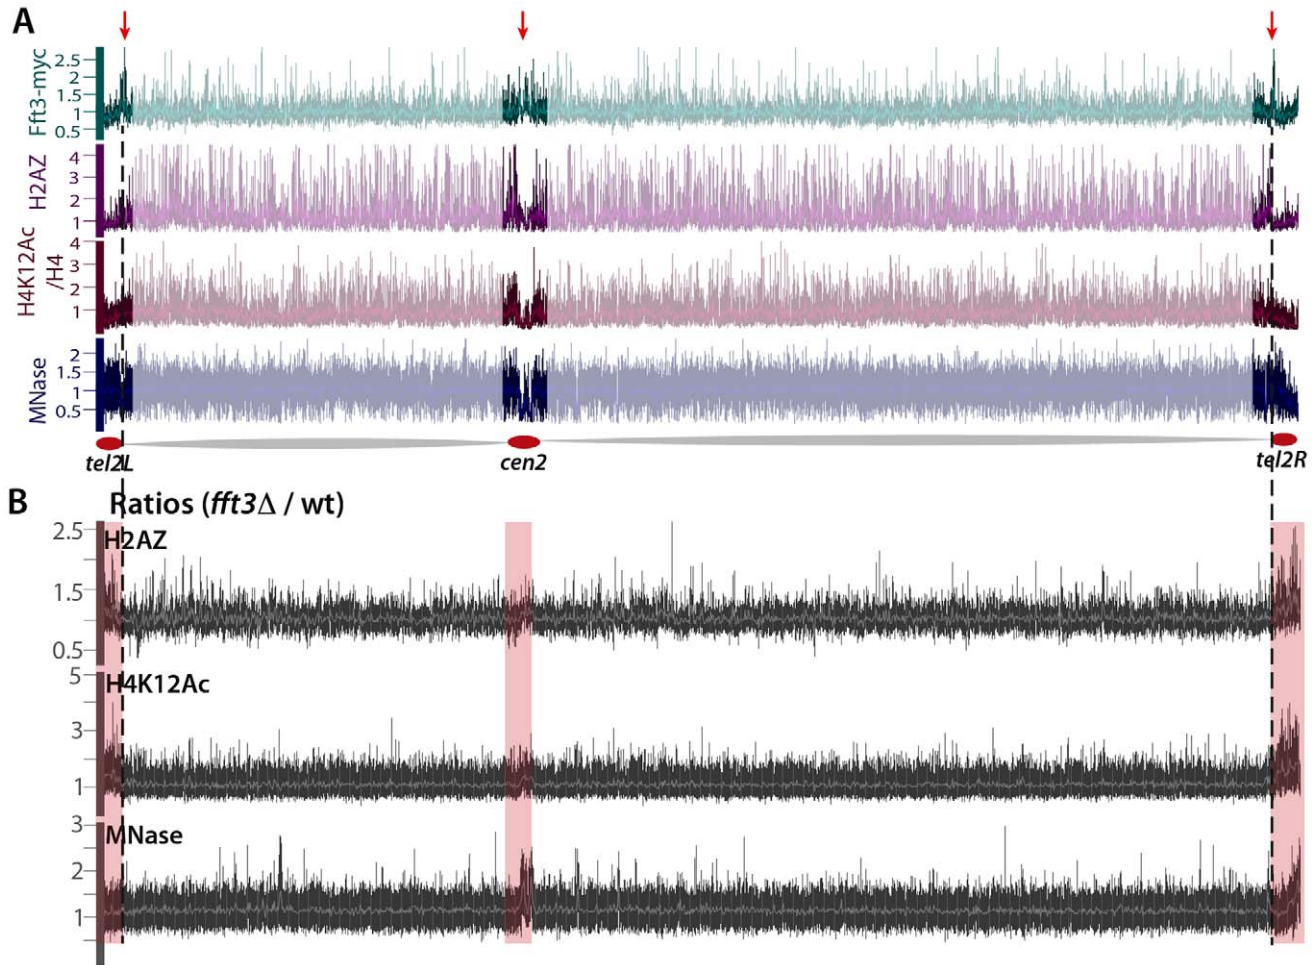 A
Fft3-myc
2.5
2
1.5
1
0.5
H2AZ
4
3
2
1
H4K12Ac
/H4
4
3
2
1
MNase
2
1.5
1
0.5
tel2L
cen2
tel2R
B
Ratios (fft3Δ / wt)
H2AZ
2.5
1.5
0.5
H4K12Ac
5
3
1
MNase
3
2
1